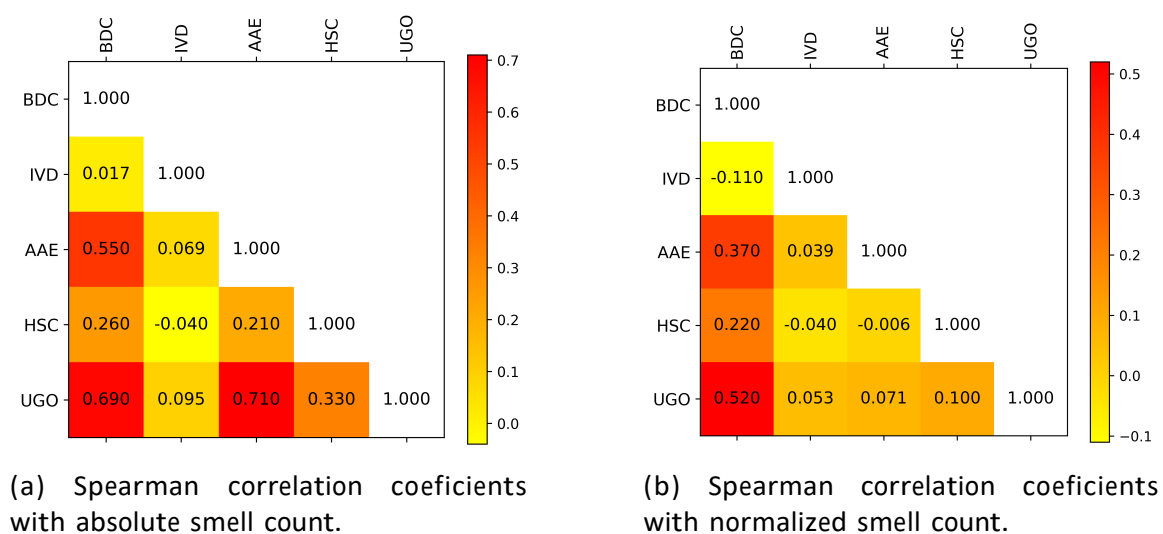 BDC IVD AAE HSC UGO
BDC 1.000
IVD 0.017 1.000
AAE 0.550 0.069 1.000
HSC 0.260 -0.040 0.210 1.000
UGO 0.690 0.095 0.710 0.330 1.000
0.7
0.6
0.5
0.4
0.3
0.2
0.1
0.0
(a) Spearman correlation coeficients
with absolute smell count.
BDC IVD AAE HSC UGO
BDC 1.000
IVD -0.110 1.000
AAE 0.370 0.039 1.000
HSC 0.220 -0.040 -0.006 1.000
UGO 0.520 0.053 0.071 0.100 1.000
0.5
0.4
0.3
0.2
0.1
0.0
−0.1
(b) Spearman correlation coeficients
with normalized smell count.